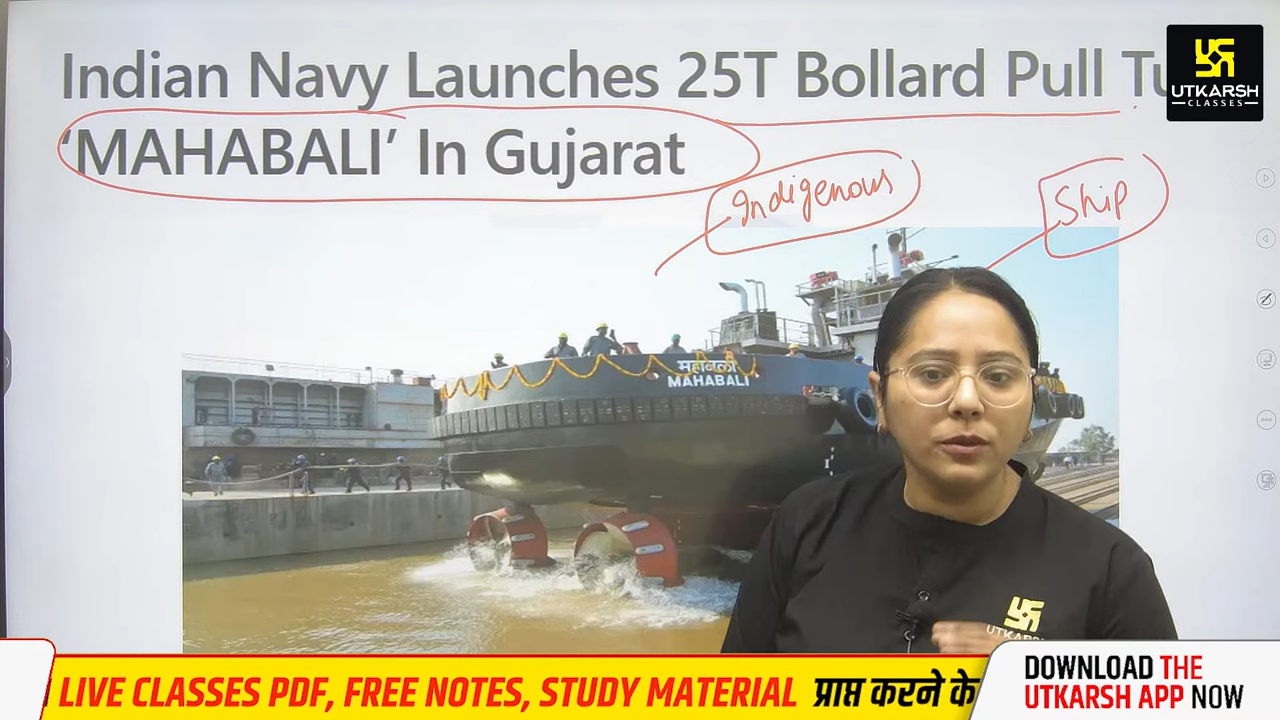 Indian Navy Launches 25T Bollard Pull
'MAHABALI' In Gujarat
UTKARSH
CLASSES
Indigenous
Ship
महाबली
MAHABALI
UTKARSH
LIVE CLASSES PDF, FREE NOTES, STUDY MATERIAL प्राप्त करने के
DOWNLOAD THE
UTKARSH APP NOW